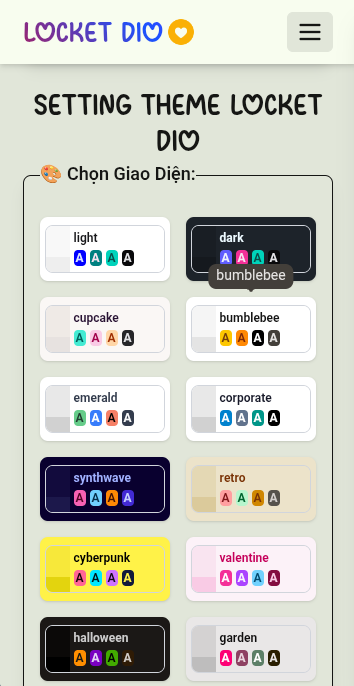 LOCKET DIO
SETTING THEME LOCKET
DIO
🎨 Chọn Giao Diện:
light
A A A A
dark
A A A A
bumblebee
cupcake
A A A A
bumblebee
A A A A
emerald
A A A A
corporate
A A A A
synthwave
A A A A
retro
A A A A
cyberpunk
A A A A
valentine
A A A A
halloween
A A A A
garden
A A A A